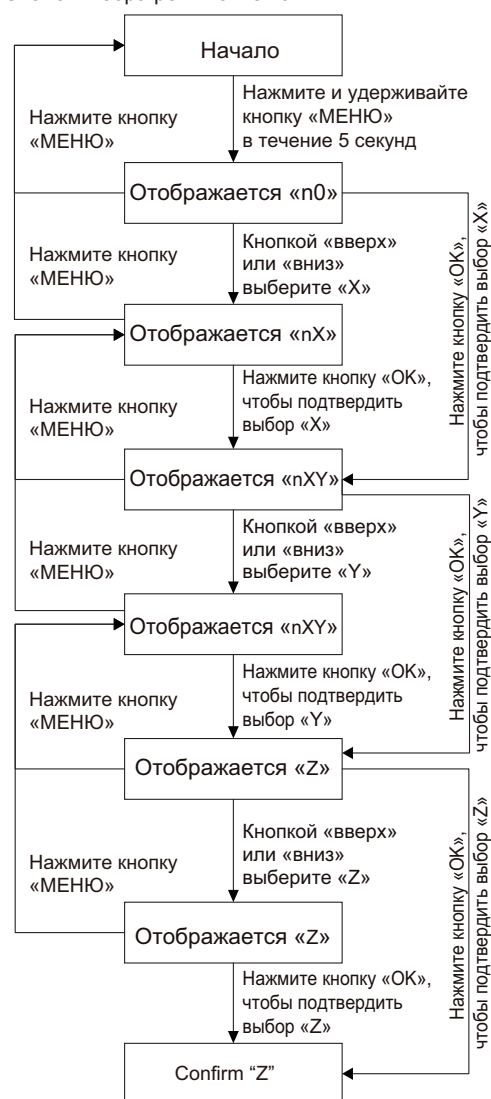 Начало
Нажмите и удерживайте
кнопку «МЕНЮ»
в течение 5 секунд
Нажмите кнопку
«МЕНЮ»
Отображается «n0»
Кнопкой «вверх»
или «вниз»
выберите «X»
Нажмите кнопку
«МЕНЮ»
Нажмите кнопку «OK»,
чтобы подтвердить выбор «X»
Отображается «nX»
Нажмите кнопку «OK»,
чтобы подтвердить
выбор «X»
Нажмите кнопку
«МЕНЮ»
Отображается «nXY»
Кнопкой «вверх»
или «вниз»
выберите «Y»
Нажмите кнопку
«МЕНЮ»
Нажмите кнопку «OK»,
чтобы подтвердить выбор «Y»
Отображается «nXY»
Нажмите кнопку «OK»,
чтобы подтвердить
выбор «Y»
Нажмите кнопку
«МЕНЮ»
Отображается «Z»
Кнопкой «вверх»
или «вниз»
выберите «Z»
Нажмите кнопку
«МЕНЮ»
Нажмите кнопку «OK»,
чтобы подтвердить выбор «Z»
Отображается «Z»
Нажмите кнопку «OK»,
чтобы подтвердить
выбор «Z»
Confirm “Z”